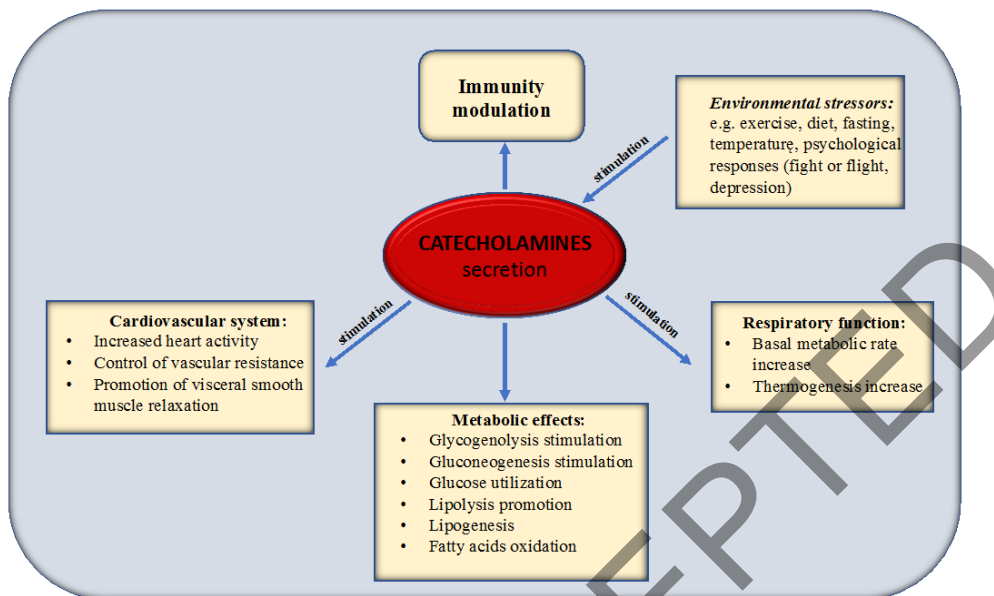 Immunity
modulation
Environmental stressors:
e.g. exercise, diet, fasting,
temperature, psychological
responses (fight or flight,
depression)
stimulation
CATECHOLAMINES
secretion
stimulation
stimulation
Cardiovascular system:
• Increased heart activity
• Control of vascular resistance
• Promotion of visceral smooth
muscle relaxation
Respiratory function:
• Basal metabolic rate
increase
• Thermogenesis increase
Metabolic effects:
• Glycogenolysis stimulation
• Gluconeogenesis stimulation
• Glucose utilization
• Lipolysis promotion
• Lipogenesis
• Fatty acids oxidation
EPTED